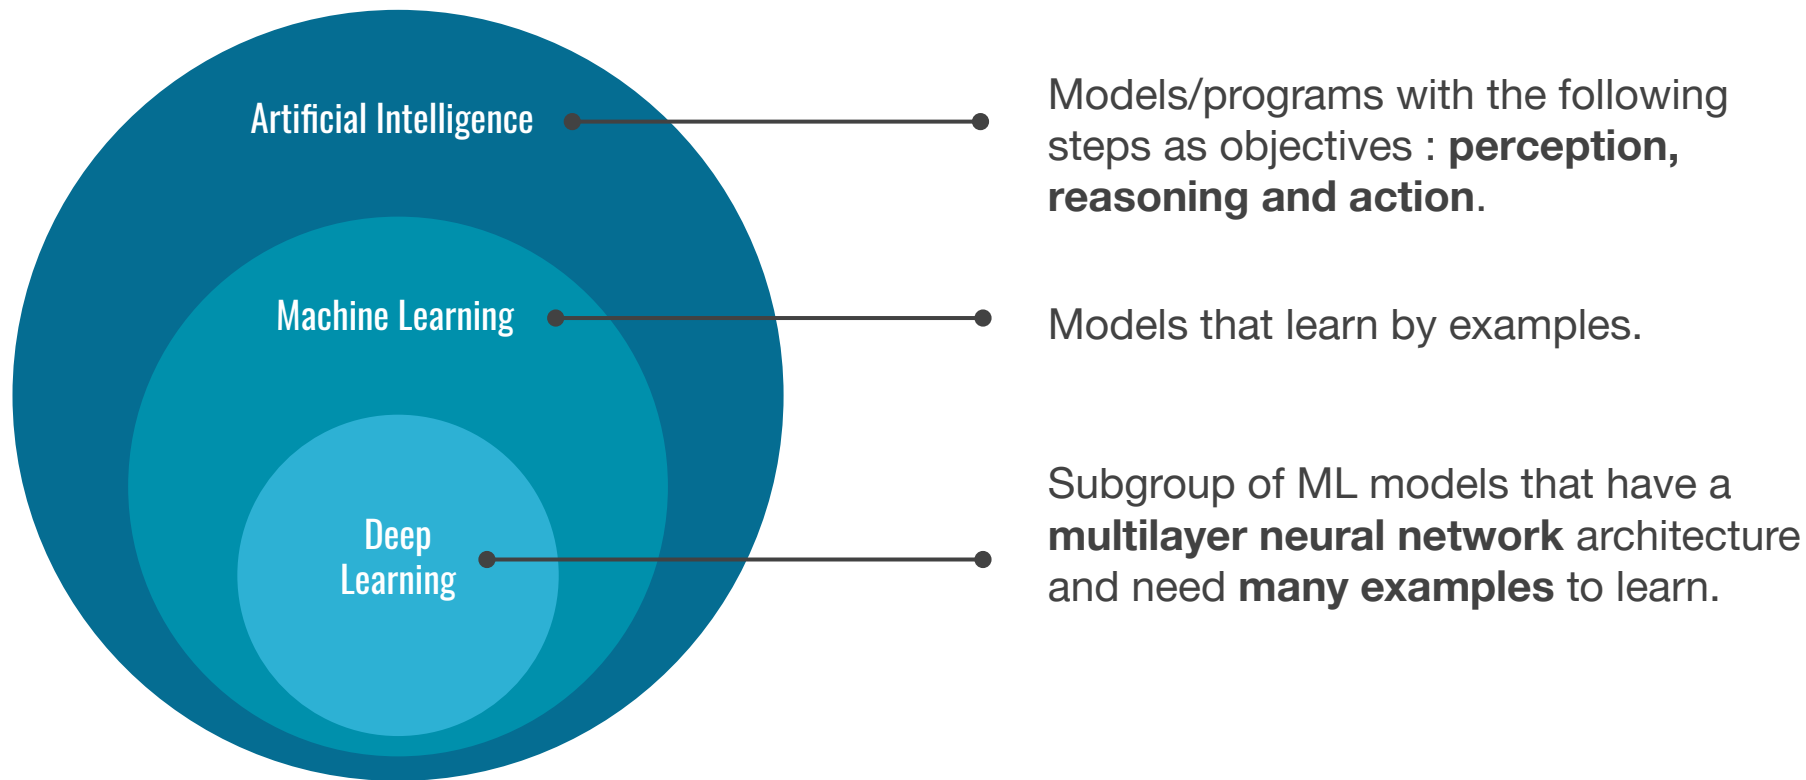 Artificial Intelligence
Models/programs with the following
steps as objectives : perception,
reasoning and action.
Machine Learning
Models that learn by examples.
Deep
Learning
Subgroup of ML models that have a
multilayer neural network architecture
and need many examples to learn.